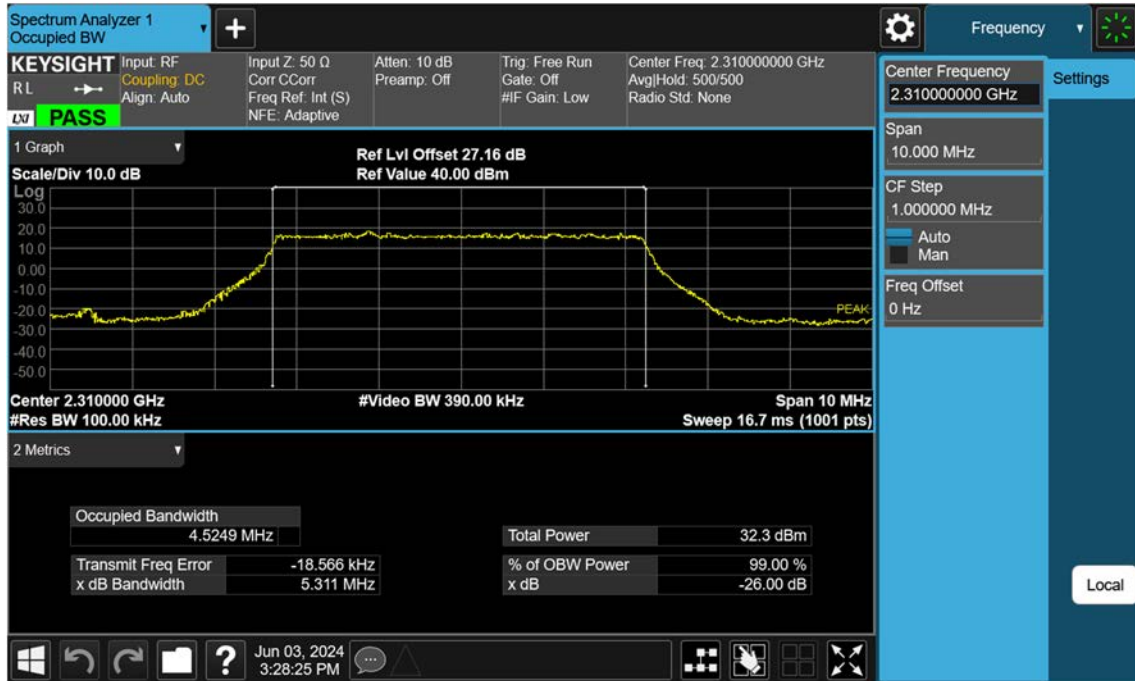 Spectrum Analyzer 1
Occupied BW
Frequency
KEYSIGHT
RL
LXI
PASS
Input: RF
Coupling: DC
Align: Auto
Input Z: 50 Ω
Corr CCorr
Freq Ref: Int (S)
NFE: Adaptive
Atten: 10 dB
Preamp: Off
Trig: Free Run
Gate: Off
#IF Gain: Low
Center Freq: 2.310000000 GHz
Avg|Hold: 500/500
Radio Std: None
Center Frequency
2.310000000 GHz
Settings
Span
10.000 MHz
CF Step
1.000000 MHz
Auto
Man
Freq Offset
0 Hz
Local
1 Graph
Scale/Div 10.0 dB
Ref Lvl Offset 27.16 dB
Ref Value 40.00 dBm
Log
30.0
20.0
10.0
0.00
-10.0
-20.0
-30.0
-40.0
-50.0
PEAK
Center 2.310000 GHz
#Video BW 390.00 kHz
Span 10 MHz
#Res BW 100.00 kHz
Sweep 16.7 ms (1001 pts)
2 Metrics
Occupied Bandwidth
4.5249 MHz
Total Power 32.3 dBm
Transmit Freq Error -18.566 kHz
% of OBW Power 99.00 %
x dB Bandwidth 5.311 MHz
x dB -26.00 dB
?
Jun 03, 2024
3:28:25 PM